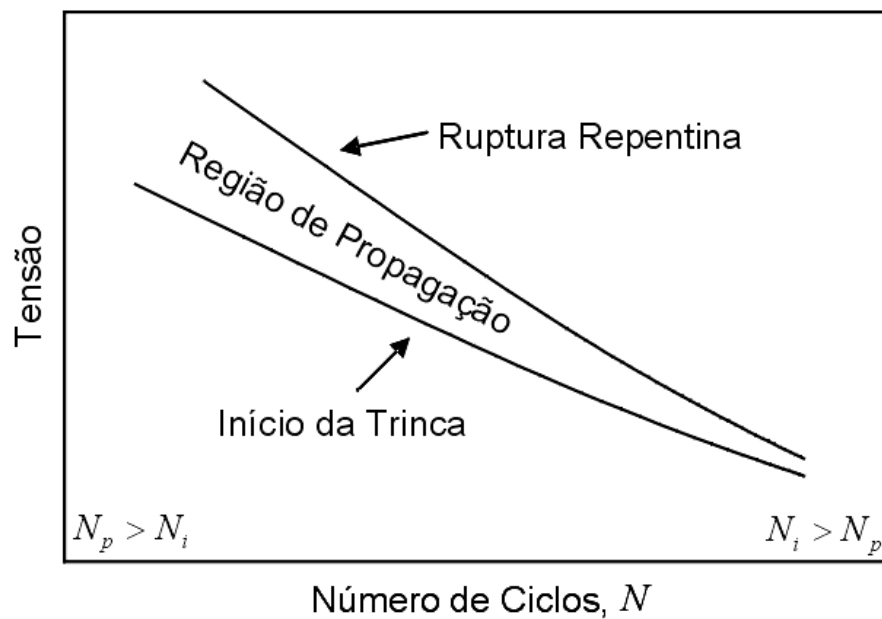 Ruptura Repentina
Região de Propagação
Tensão
Início da Trinca
N_p > N_i
N_i > N_p
Número de Ciclos, N